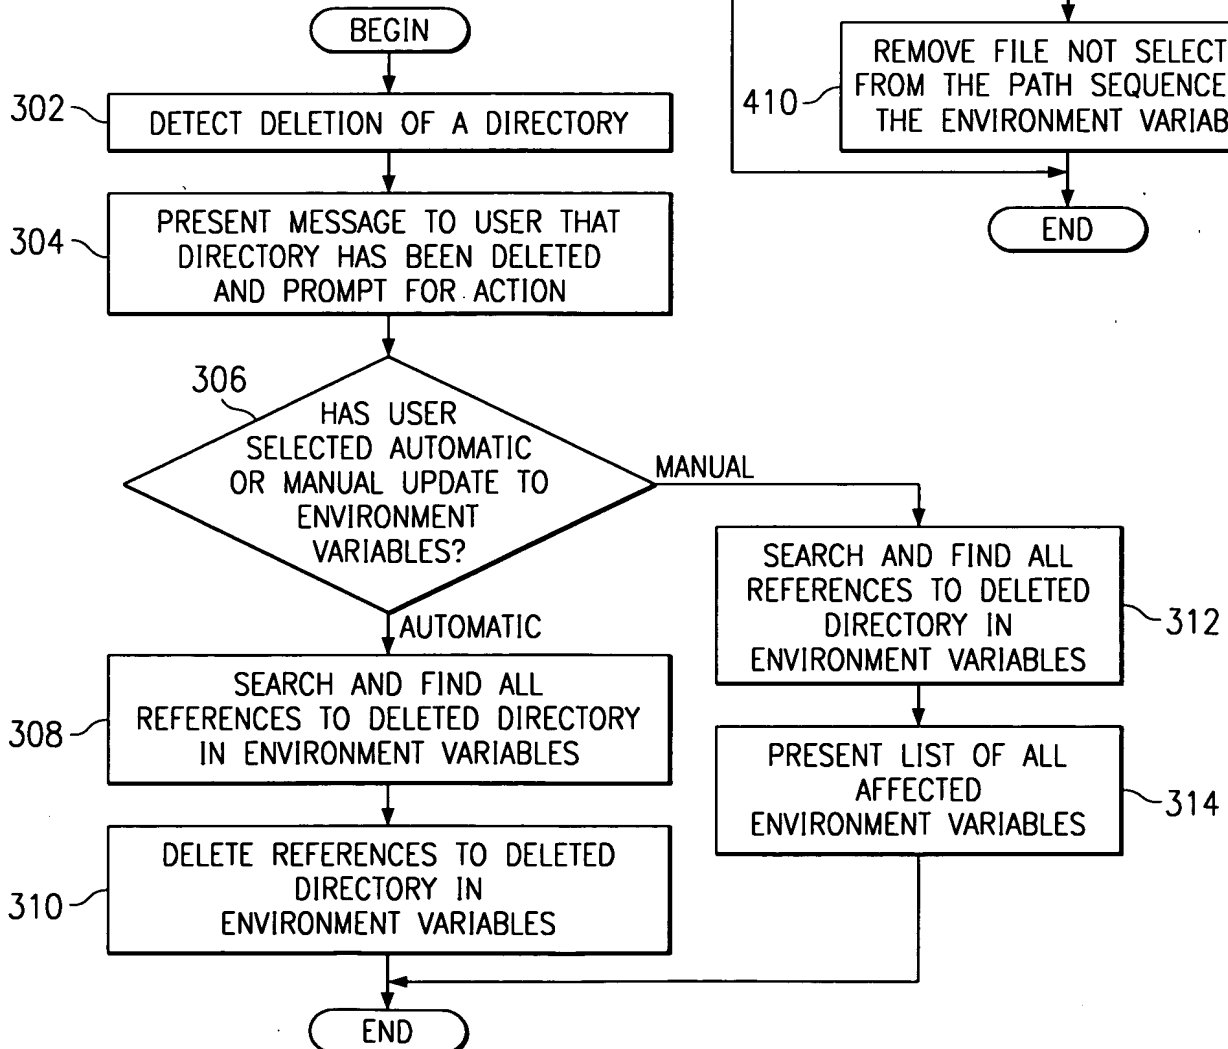 BEGIN
302
DETECT DELETION OF A DIRECTORY
304
PRESENT MESSAGE TO USER THAT
DIRECTORY HAS BEEN DELETED
AND PROMPT FOR ACTION
306
HAS USER
SELECTED AUTOMATIC
OR MANUAL UPDATE TO
ENVIRONMENT
VARIABLES?
MANUAL
AUTOMATIC
308
SEARCH AND FIND ALL
REFERENCES TO DELETED DIRECTORY
IN ENVIRONMENT VARIABLES
310
DELETE REFERENCES TO DELETED
DIRECTORY IN
ENVIRONMENT VARIABLES
END
SEARCH AND FIND ALL
REFERENCES TO DELETED
DIRECTORY IN
ENVIRONMENT VARIABLES
312
PRESENT LIST OF ALL
AFFECTED
ENVIRONMENT VARIABLES
314
410
REMOVE FILE NOT SELECT
FROM THE PATH SEQUENCE
THE ENVIRONMENT VARIAB
END